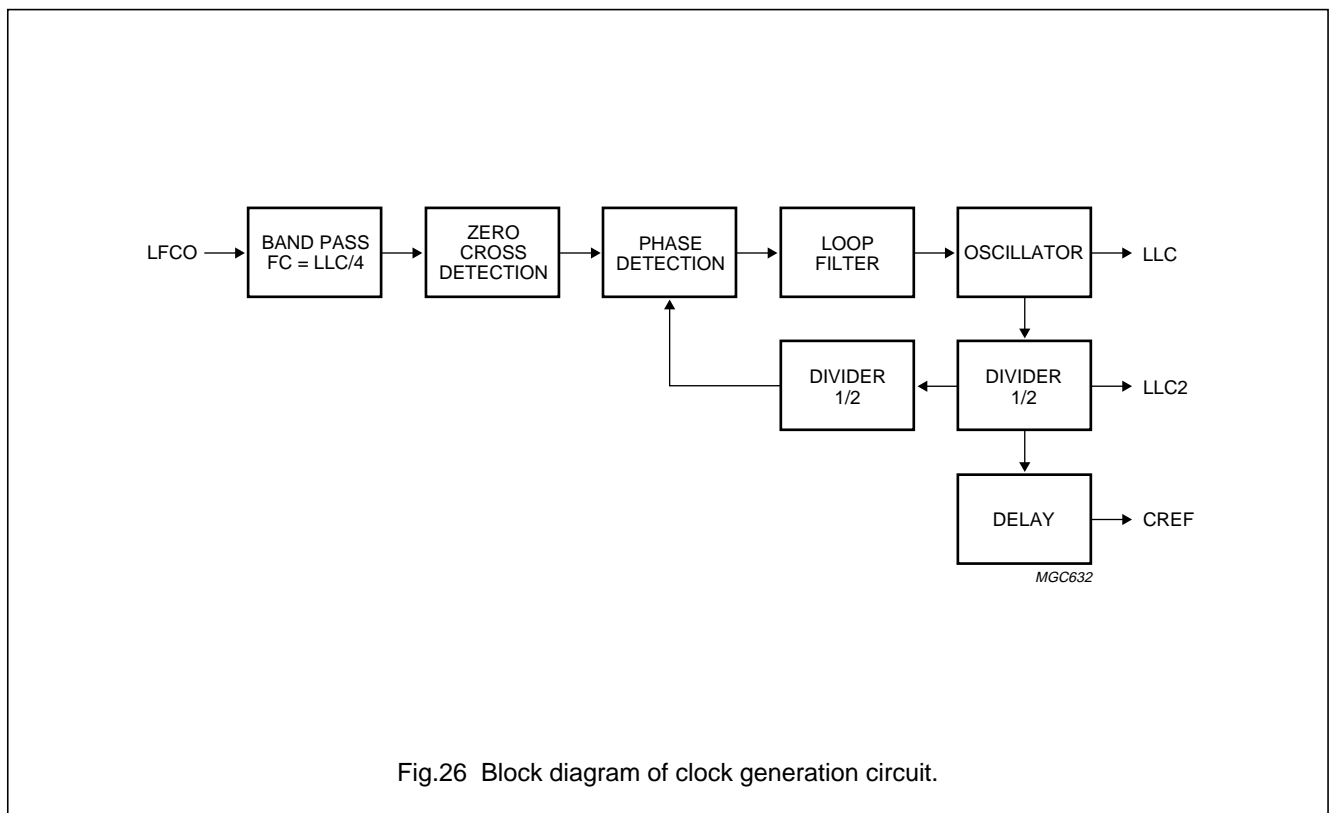 LFCO
BAND PASS
FC = LLC/4
ZERO
CROSS
DETECTION
PHASE
DETECTION
LOOP
FILTER
OSCILLATOR
LLC
DIVIDER
1/2
DIVIDER
1/2
LLC2
DELAY
CREF
MGC632
Fig.26 Block diagram of clock generation circuit.